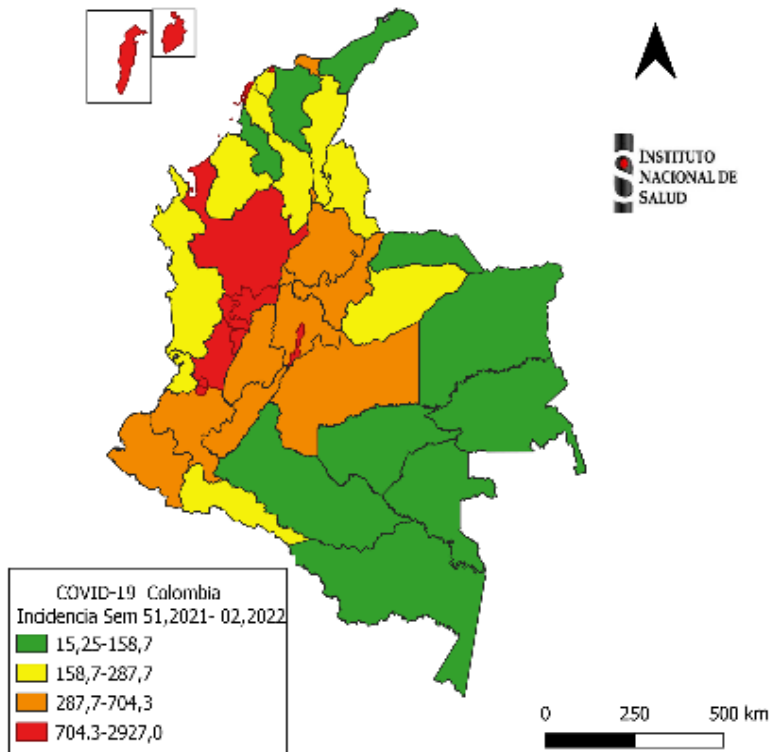 INSTITUTO
NACIONAL DE
SALUD
COVID-19 Colombia
Incidencia Sem 51,2021- 02,2022
15,25-158,7
158,7-287,7
287,7-704,3
704.3-2927,0
0 250 500 km